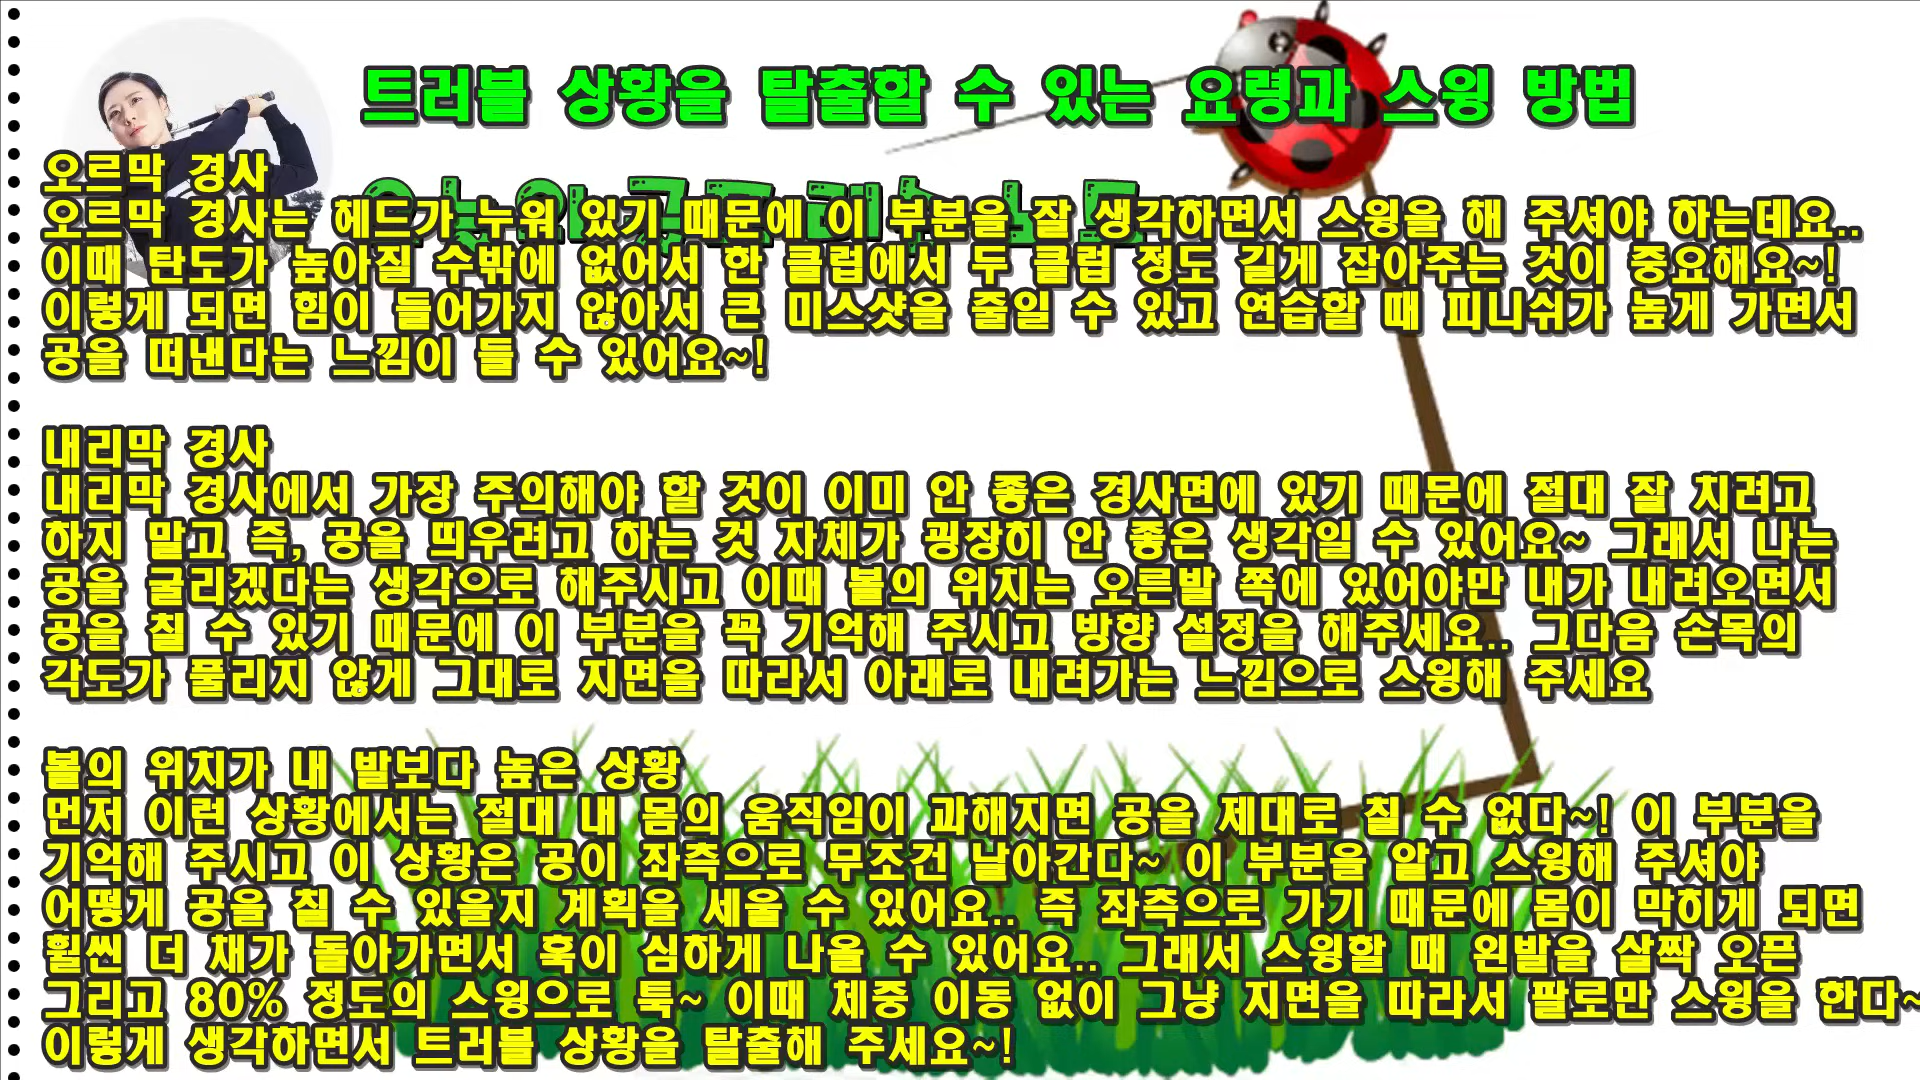 트러블 상황을 탈출할 수 있는 요령과 스윙 방법
오르막 경사
오르막 경사는 헤드가 누워 있기 때문에 이 부분을 잘 생각하면서 스윙을 해 주셔야 하는데요..
이때 탄도가 높아질 수밖에 없어서 한 클럽에서 두 클럽 정도 길게 잡아주는 것이 중요해요~!
이렇게 되면 힘이 들어가지 않아서 큰 미스샷을 줄일 수 있고 연습할 때 피니쉬가 높게 가면서
공을 떠낸다는 느낌이 들 수 있어요~!
내리막 경사
내리막 경사에서 가장 주의해야 할 것이 이미 안 좋은 경사면에 있기 때문에 절대 잘 치려고
하지 말고 즉, 공을 띄우려고 하는 것 자체가 굉장히 안 좋은 생각일 수 있어요~ 그래서 나는
공을 굴리겠다는 생각으로 해주시고 이때 볼의 위치는 오른발 쪽에 있어야만 내가 내려오면서
공을 칠 수 있기 때문에 이 부분을 꼭 기억해 주시고 방향 설정을 해주세요.. 그다음 손목의
각도가 풀리지 않게 그대로 지면을 따라서 아래로 내려가는 느낌으로 스윙해 주세요
볼의 위치가 내 발보다 높은 상황
먼저 이런 상황에서는 절대 내 몸의 움직임이 과해지면 공을 제대로 칠 수 없다~! 이 부분을
기억해 주시고 이 상황은 공이 좌측으로 무조건 날아간다~ 이 부분을 알고 스윙해 주셔야
어떻게 공을 칠 수 있을지 계획을 세울 수 있어요.. 즉 좌측으로 가기 때문에 몸이 막히게 되면
훨씬 더 채가 돌아가면서 훅이 심하게 나올 수 있어요.. 그래서 스윙할 때 왼발을 살짝 오픈
그리고 80% 정도의 스윙으로 툭~ 이때 체중 이동 없이 그냥 지면을 따라서 팔로만 스윙을 한다~
이렇게 생각하면서 트러블 상황을 탈출해 주세요~!